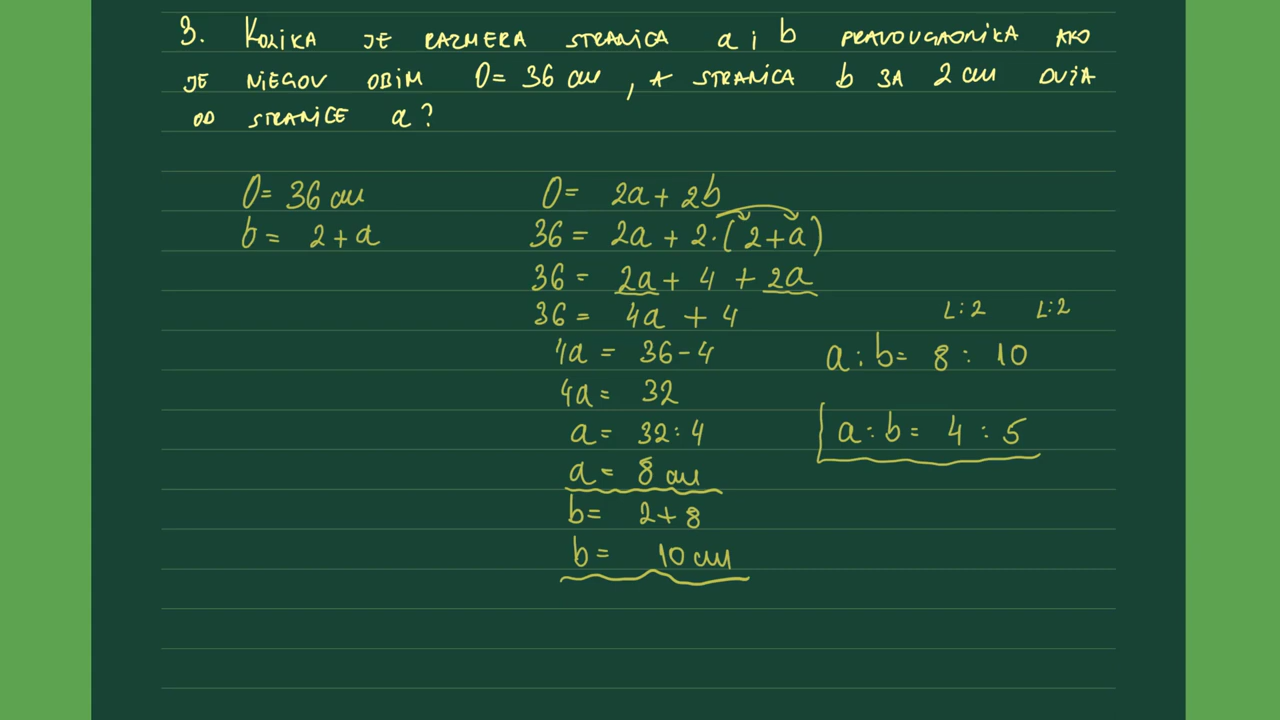 3. KOLIKA JE RAZMERA STRANICA a i b PRAVOUGAONIKA AKO
JE NJEGOV OBIM O= 36 cm, A STRANICA b ZA 2 cm DUŽA
OD STRANICE a?
O= 36 cm
b= 2+a
O= 2a+2b
36= 2a+2·(2+a)
36= 2a+4+2a
36= 4a+4
4a= 36-4
4a= 32
a= 32:4
a= 8 cm
b= 2+8
b= 10 cm
L:2 L:2
a:b= 8:10
a:b= 4:5